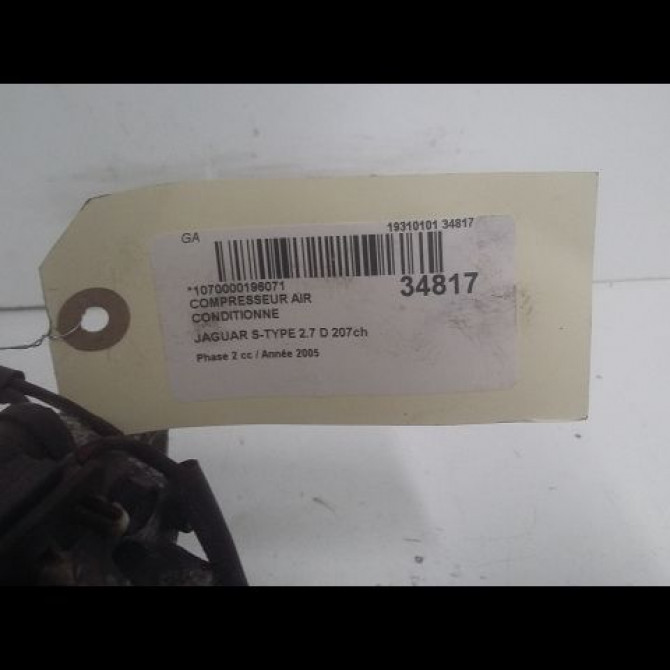 GA 19310101 34817
*1070000196071 34817
COMPRESSEUR AIR
CONDITIONNE
JAGUAR S-TYPE 2.7 D 207ch
Phase 2 cc / Année 2005